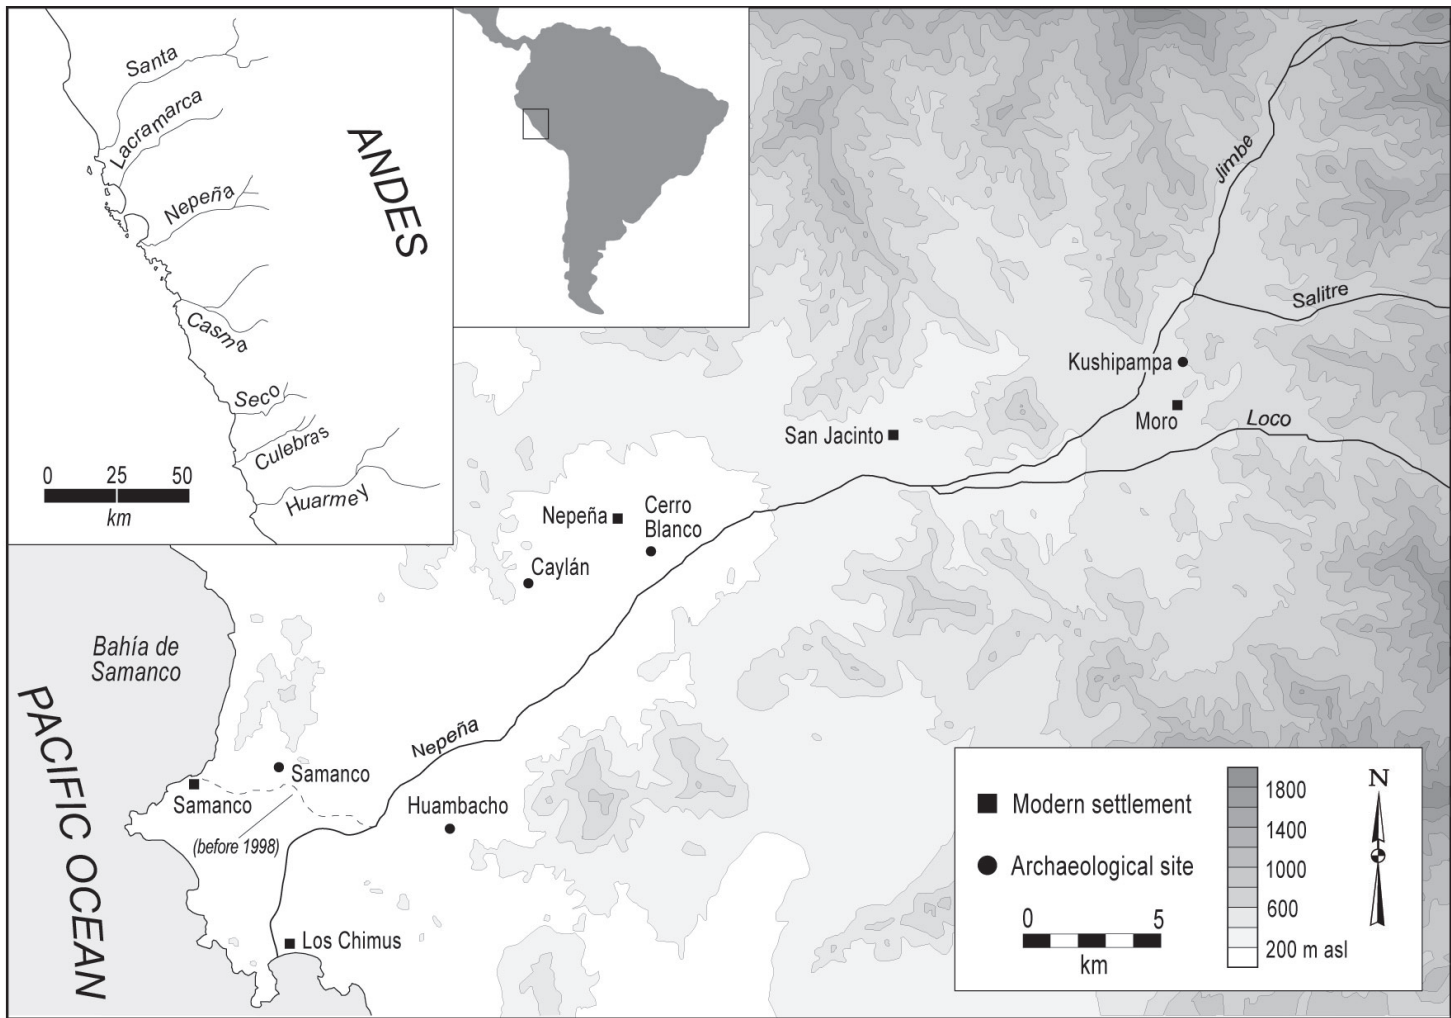 Santa
Lacramarca
Nepeña
Casma
Seco
Culebras
Huarmey
ANDES
0 25 50
km
Jimbe
Salitre
Kushipampa
Moro
Loco
San Jacinto
Nepeña
Cerro
Blanco
Caylán
Bahía de
Samanco
PACIFIC OCEAN
Nepeña
Samanco
Samanco
(before 1998)
Huambacho
Los Chimus
Modern settlement
Archaeological site
0 5
km
1800
1400
1000
600
200 m asl
N